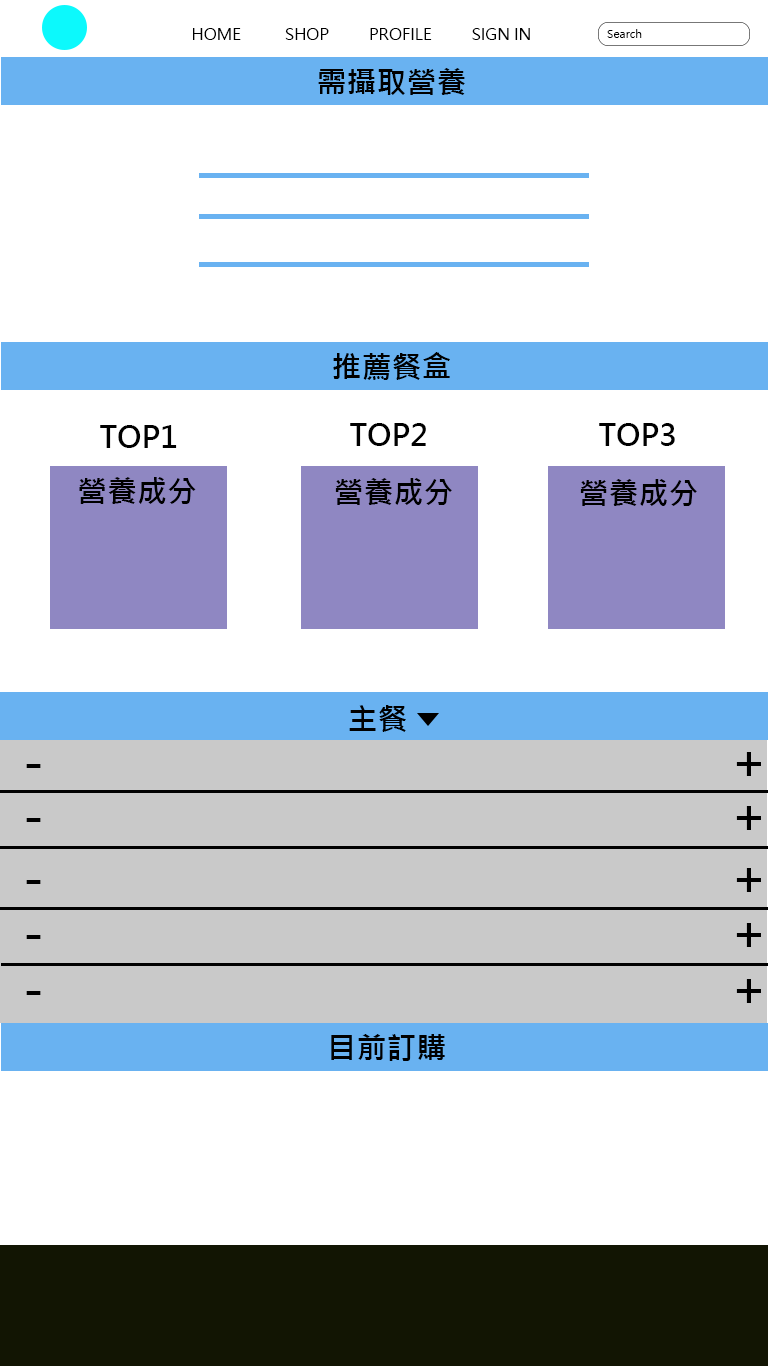 HOME SHOP PROFILE SIGN IN Search
需攝取營養
推薦餐盒
TOP1 TOP2 TOP3
營養成分 營養成分 營養成分
主餐
- +
- +
- +
- +
- +
目前訂購